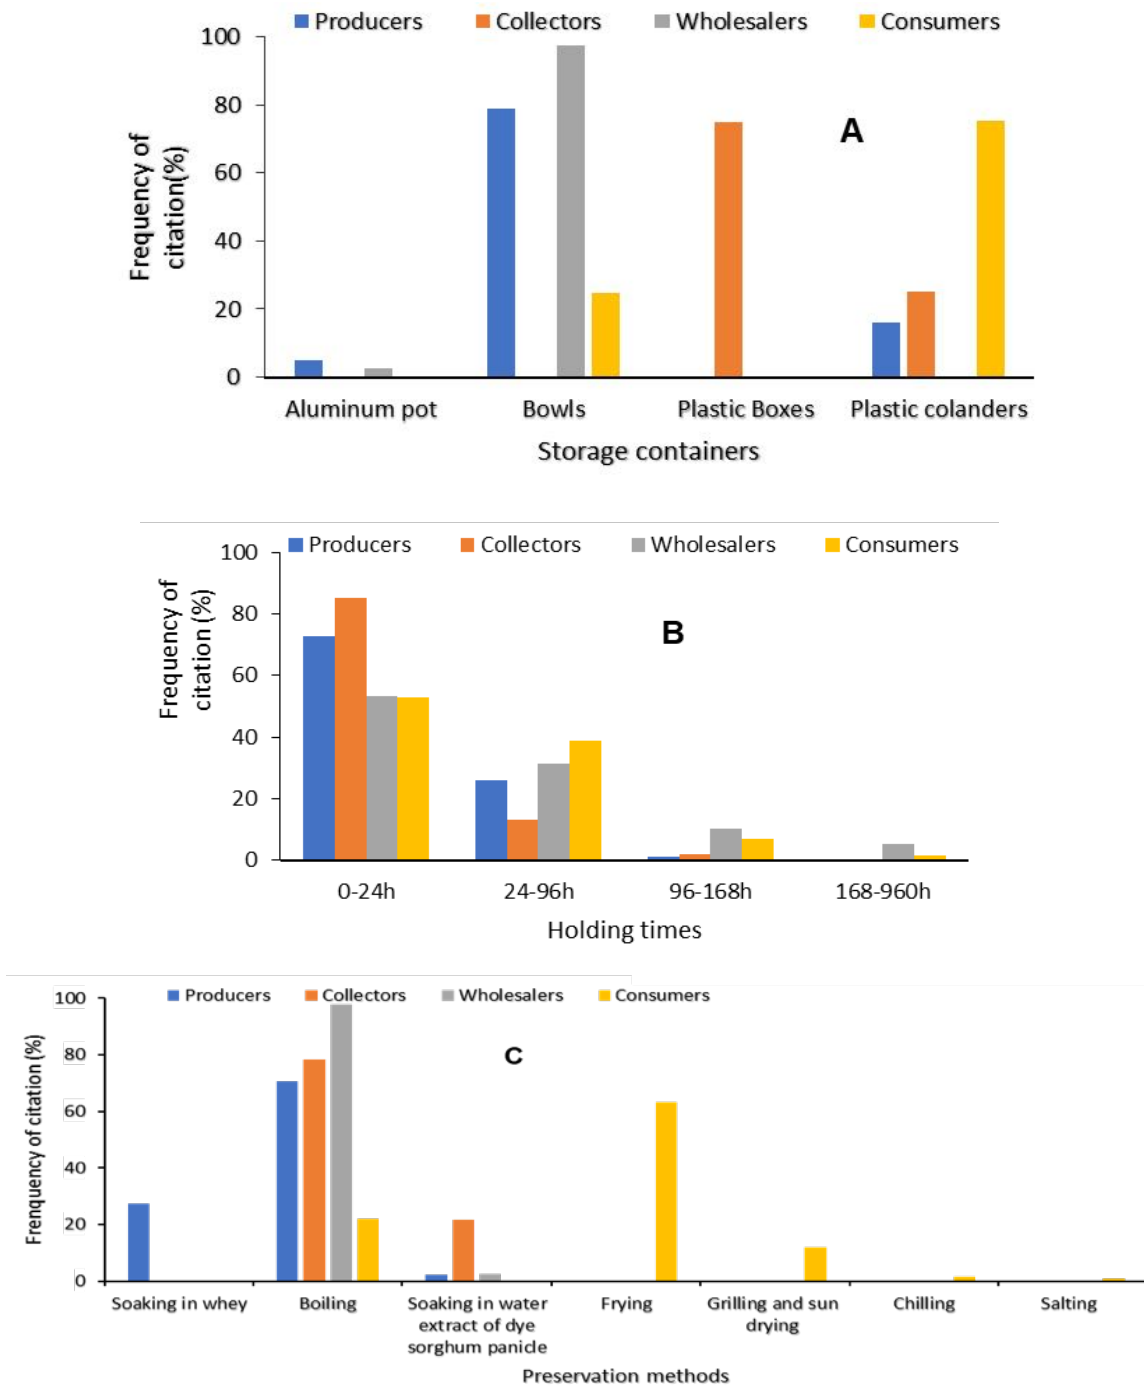 Producers Collectors Wholesalers Consumers
100
80
60
40
20
0
Frequency of
citation(%)
A
Aluminum pot Bowls Plastic Boxes Plastic colanders
Storage containers
Producers Collectors Wholesalers Consumers
100
80
60
40
20
0
Frequency of
citation (%)
B
0-24h 24-96h 96-168h 168-960h
Holding times
Producers Collectors Wholesalers Consumers
100
80
60
40
20
0
Frenquency of citation (%)
C
Soaking in whey Boiling Soaking in water Frying Grilling and sun Chilling Salting
extract of dye drying
sorghum panicle
Preservation methods